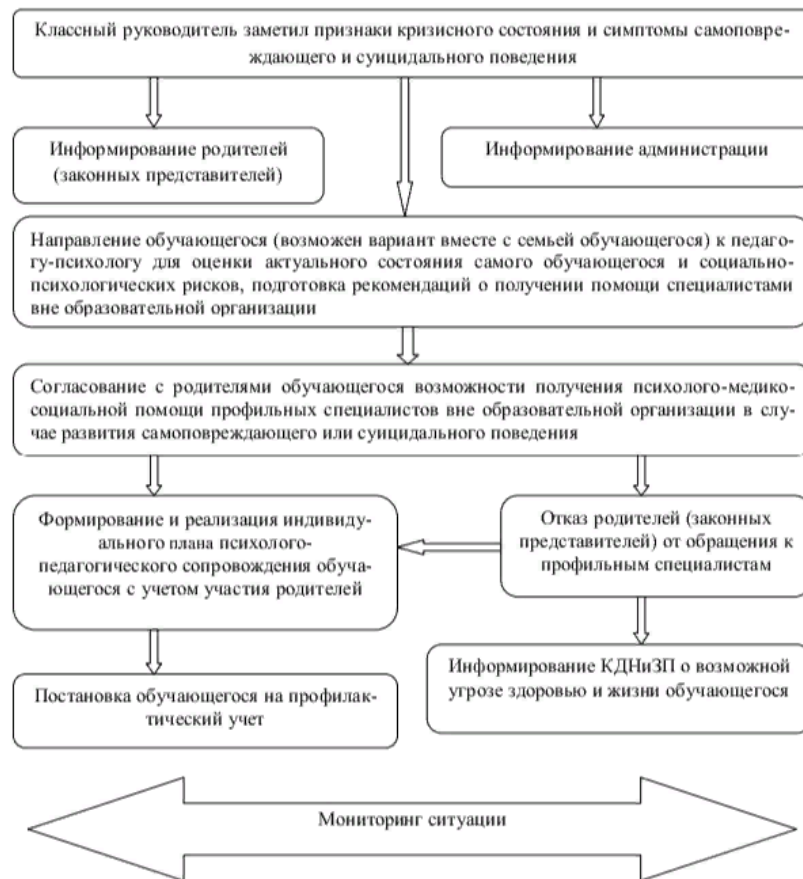 Классный руководитель заметил признаки кризисного состояния и симптомы самоповре-
ждающего и суицидального поведения
Информирование родителей
(законных представителей)
Информирование администрации
Направление обучающегося (возможен вариант вместе с семьей обучающегося) к педаго-
гу-психологу для оценки актуального состояния самого обучающегося и социально-
психологических рисков, подготовка рекомендаций о получении помощи специалистами
вне образовательной организации
Согласование с родителями обучающегося возможности получения психолого-медико-
социальной помощи профильных специалистов вне образовательной организации в слу-
чае развития самоповреждающего или суицидального поведения
Формирование и реализация индивиду-
ального плана психолого-
педагогического сопровождения обуча-
ющегося с учетом участия родителей
Отказ родителей (законных
представителей) от обращения к
профильным специалистам
Постановка обучающегося на профилак-
тический учет
Информирование КДНиЗП о возможной
угрозе здоровью и жизни обучающегося
Мониторинг ситуации